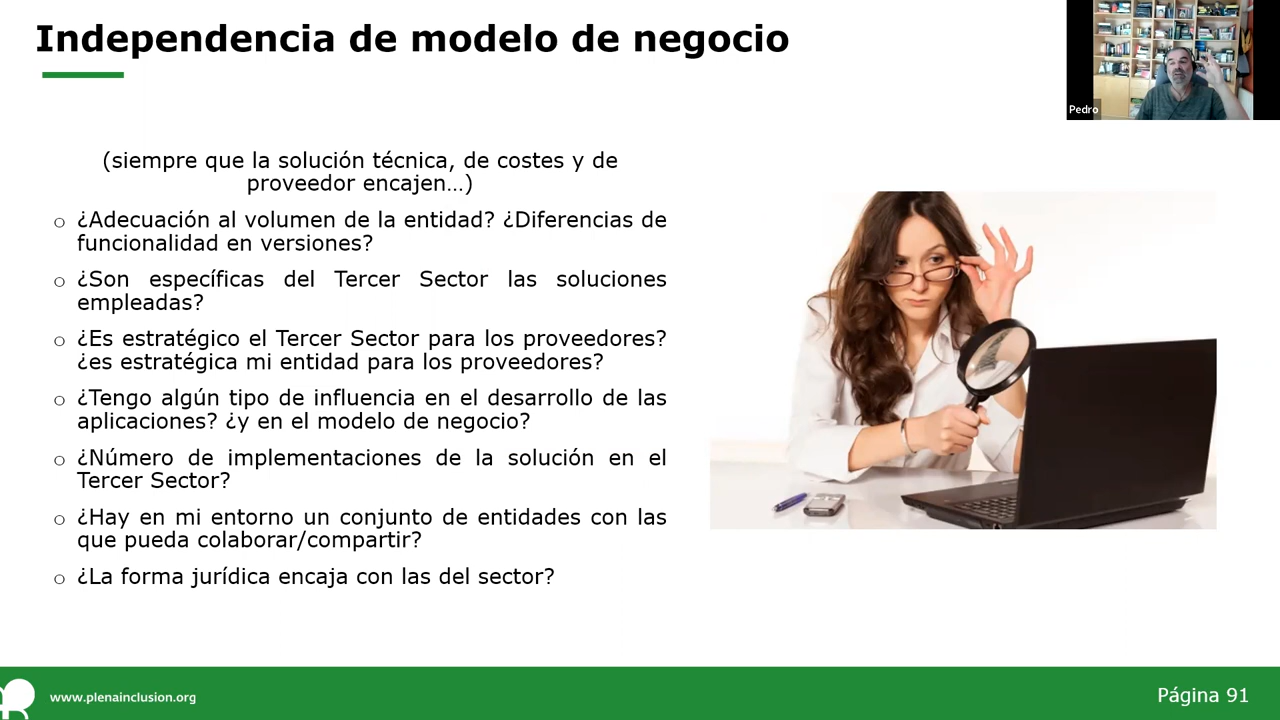 Independencia de modelo de negocio
Pedro
(siempre que la solución técnica, de costes y de
proveedor encajen...)
o ¿Adecuación al volumen de la entidad? ¿Diferencias de
funcionalidad en versiones?
o ¿Son específicas del Tercer Sector las soluciones
empleadas?
o ¿Es estratégico el Tercer Sector para los proveedores?
¿es estratégica mi entidad para los proveedores?
o ¿Tengo algún tipo de influencia en el desarrollo de las
aplicaciones? ¿y en el modelo de negocio?
o ¿Número de implementaciones de la solución en el
Tercer Sector?
o ¿Hay en mi entorno un conjunto de entidades con las
que pueda colaborar/compartir?
o ¿La forma jurídica encaja con las del sector?
www.plenainclusion.org
Página 91